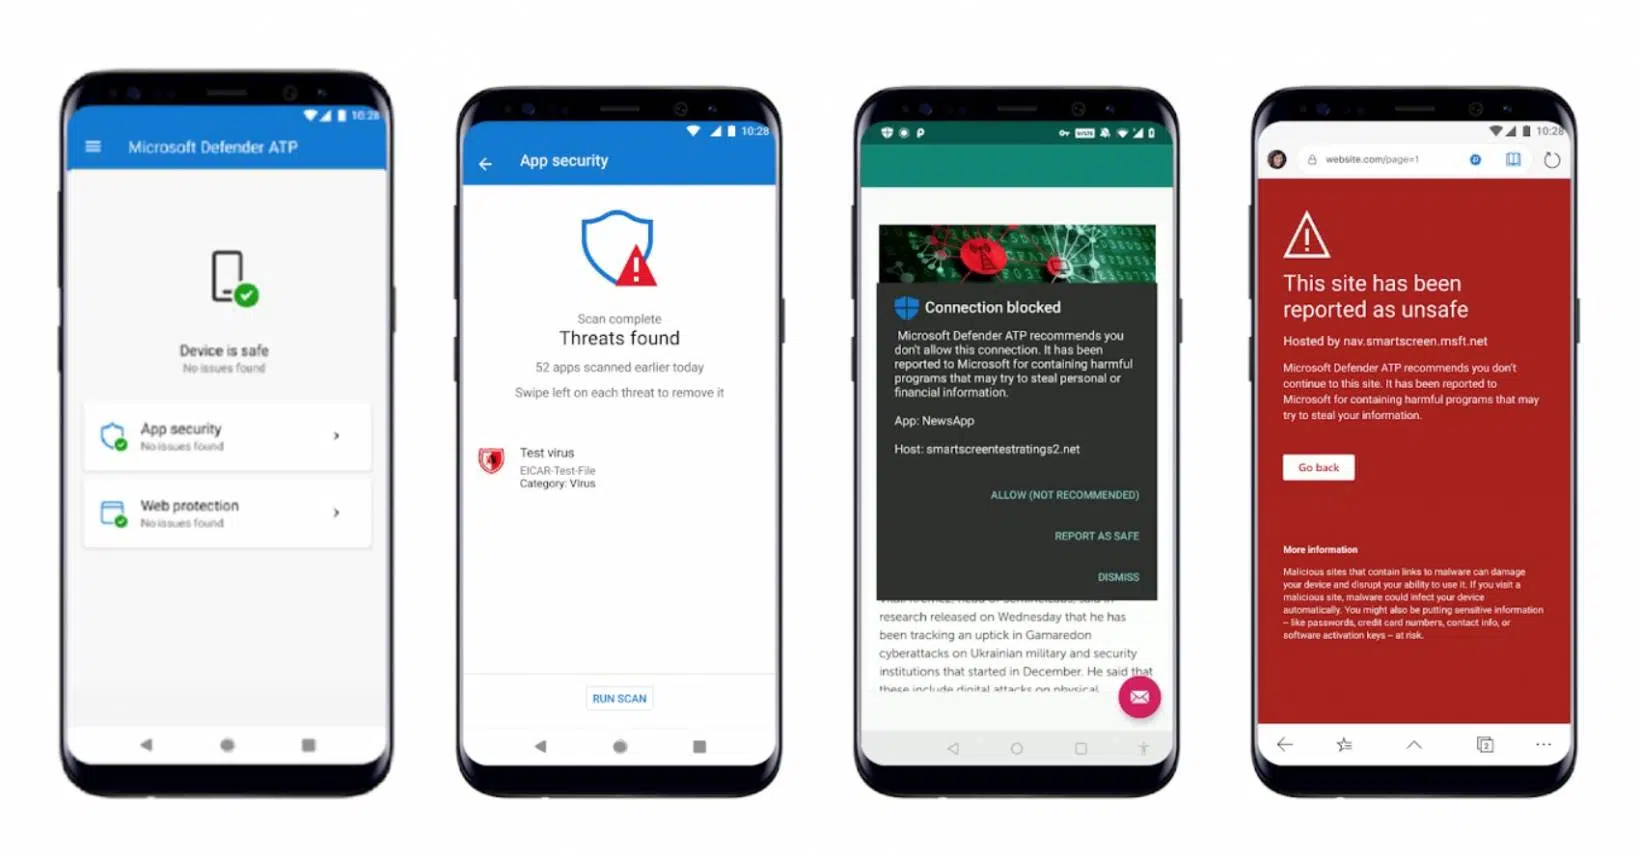 10:28
Microsoft Defender ATP
Device is safe
No issues found
App security
No issues found
Web protection
No issues found
10:28
App security
Scan complete
Threats found
52 apps scanned earlier today
Swipe left on each threat to remove it
Test virus
EICAR-Test-File
Category: Virus
RUN SCAN
Connection blocked
Microsoft Defender ATP recommends you
don't allow this connection. It has been
reported to Microsoft for containing harmful
programs that may try to steal personal or
financial information.
App: NewsApp
Host: smartscreentestratings2.net
ALLOW (NOT RECOMMENDED)
REPORT AS SAFE
DISMISS
research released on Wednesday that he has
been tracking an uptick in Gamaredon
cyberattacks on Ukrainian military and security
institutions that started in December. He said that
these include digital attacks on physical
10:28
website.com/page=1
This site has been
reported as unsafe
Hosted by nav.smartscreen.msft.net
Microsoft Defender ATP recommends you don't
continue to this site. It has been reported to
Microsoft for containing harmful programs that may
try to steal your information.
Go back
More information
Malicious sites that contain links to malware can damage
your device and disrupt your ability to use it. If you visit a
malicious site, malware could infect your device
automatically. You might also be putting sensitive information
– like passwords, credit card numbers, contact info, or
software activation keys – at risk.
2